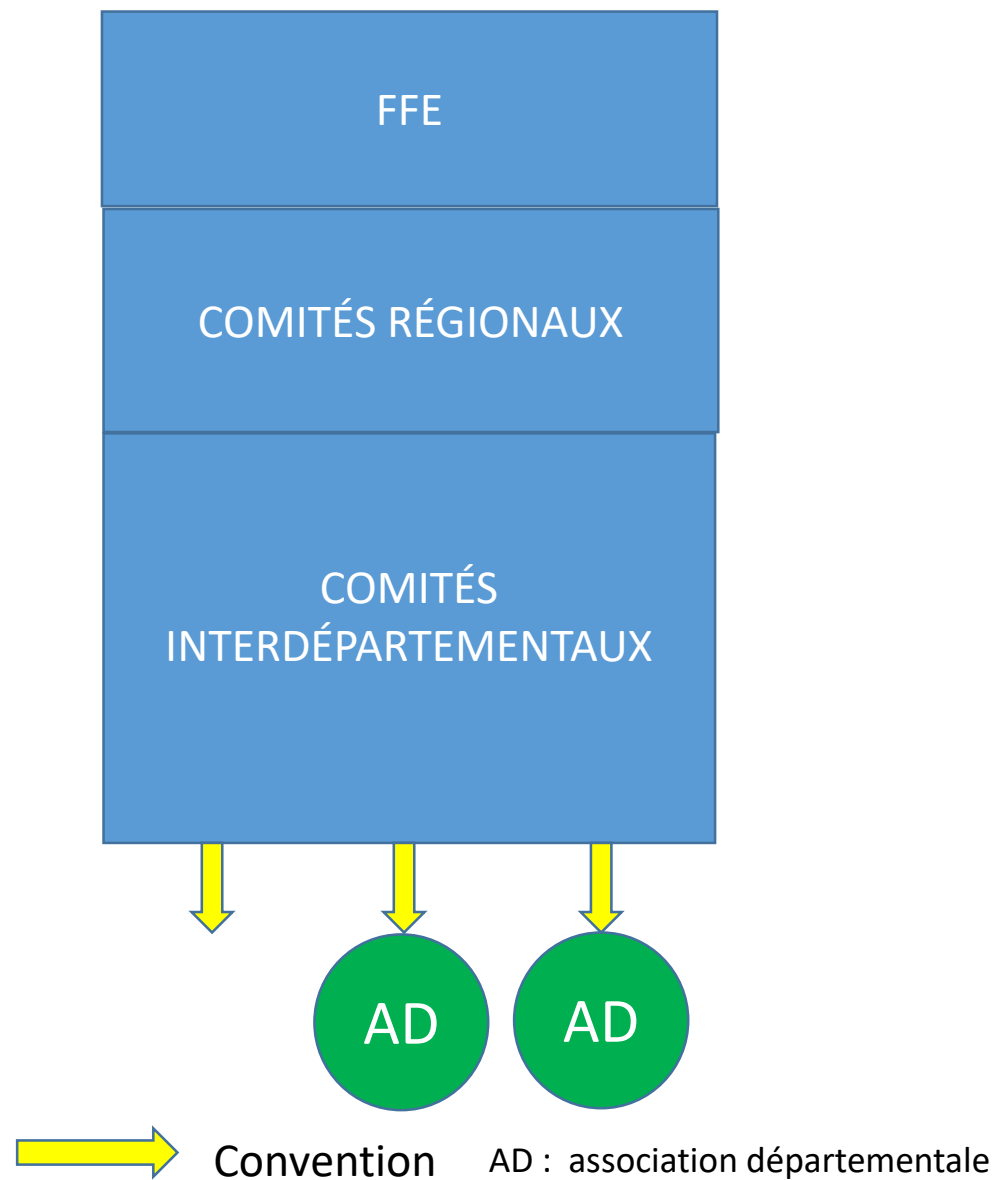 FFE
COMITÉS RÉGIONAUX
COMITÉS
INTERDÉPARTEMENTAUX
AD
AD
Convention
AD : association départementale